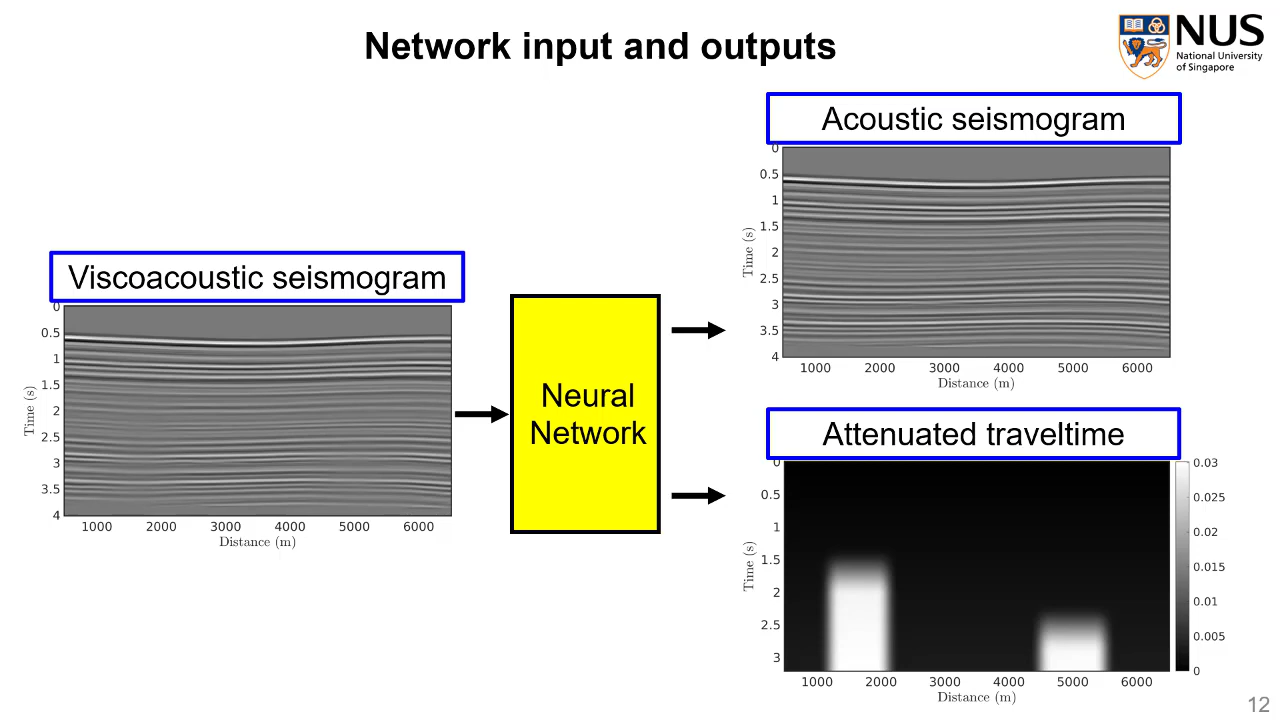 Network input and outputs
NUS
National University
of Singapore
Viscoacoustic seismogram
0
0.5
1
1.5
2
2.5
3
3.5
4
Time (s)
1000 2000 3000 4000 5000 6000
Distance (m)
Neural
Network
Acoustic seismogram
0
0.5
1
1.5
2
2.5
3
3.5
4
Time (s)
1000 2000 3000 4000 5000 6000
Distance (m)
Attenuated traveltime
0
0.5
1
1.5
2
2.5
3
Time (s)
1000 2000 3000 4000 5000 6000
Distance (m)
0.03
0.025
0.02
0.015
0.01
0.005
0
12